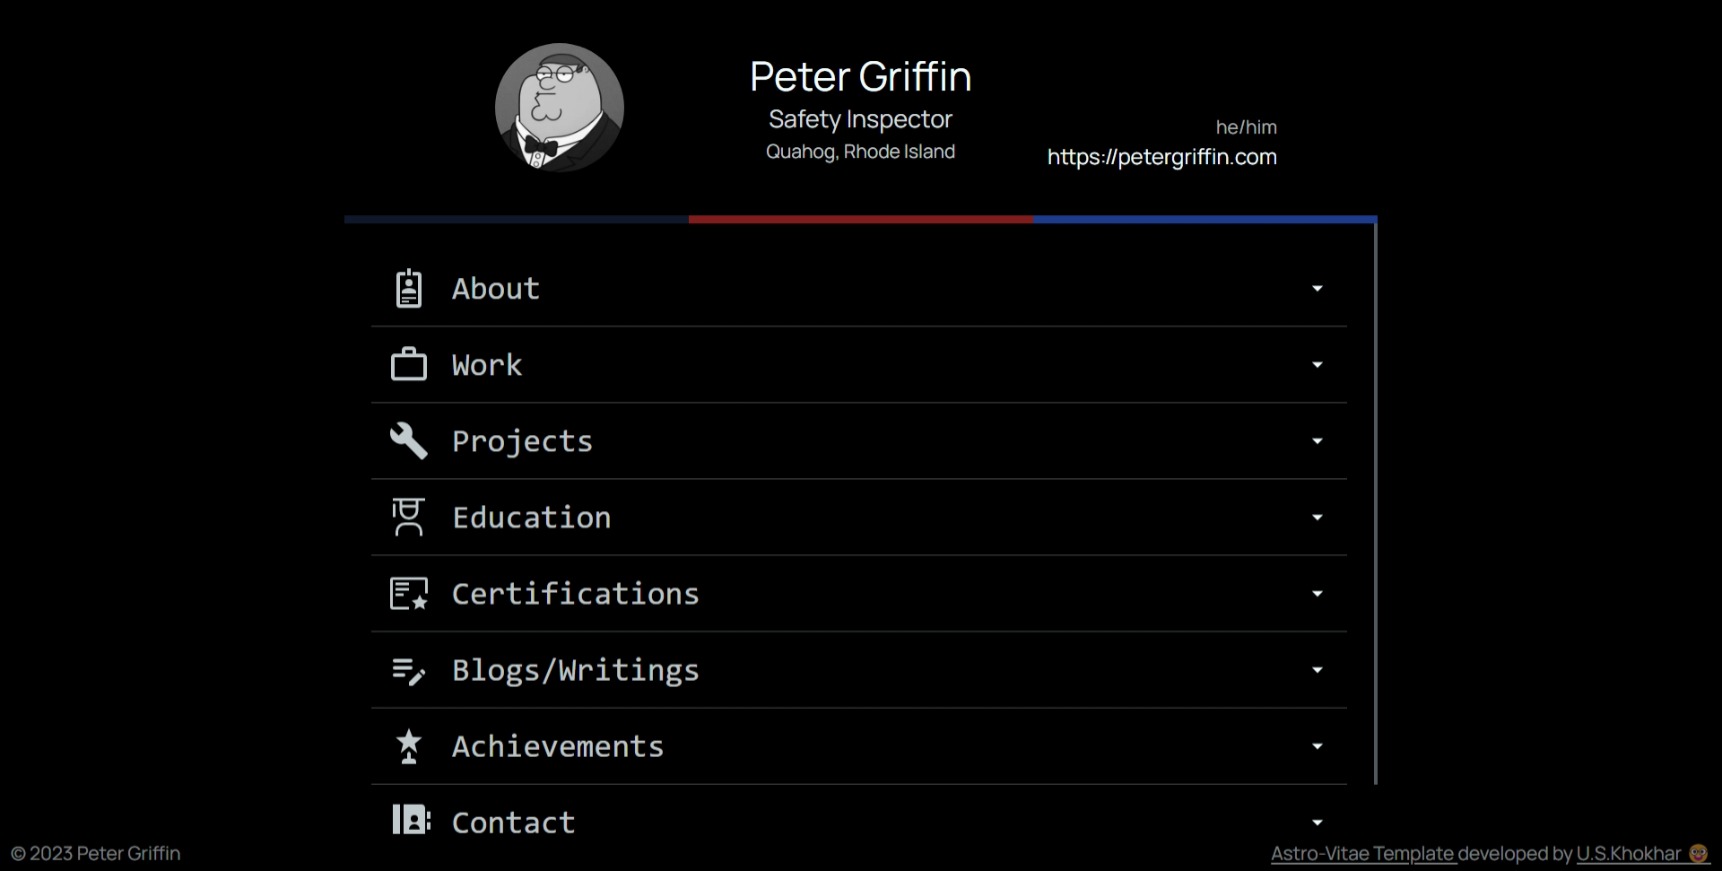 Peter Griffin
Safety Inspector
Quahog, Rhode Island
he/him
https://petergriffin.com
About
Work
Projects
Education
Certifications
Blogs/Writings
Achievements
Contact
© 2023 Peter Griffin
Astro-Vitae Template developed by U.S.Khokhar 🤡